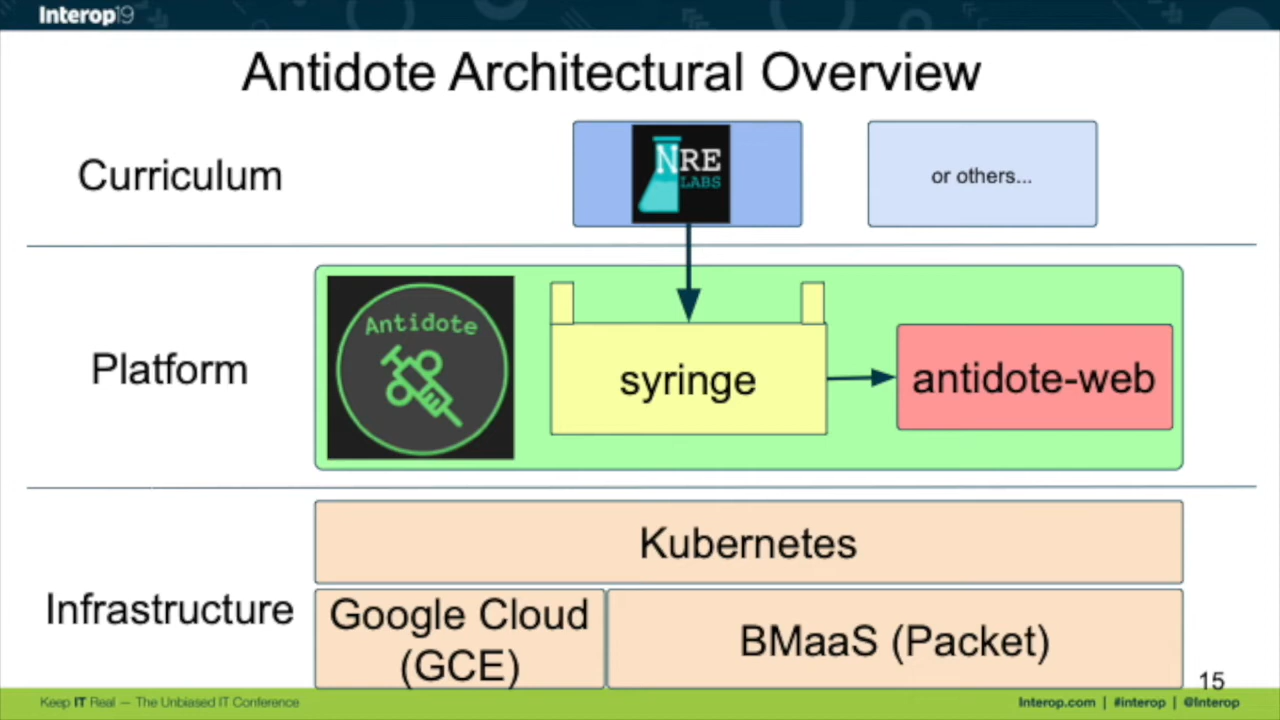 Interop19
Antidote Architectural Overview
Curriculum
NRE
LABS
or others...
Platform
Antidote
syringe
antidote-web
Infrastructure
Kubernetes
Google Cloud
(GCE)
BMaaS (Packet)
15
Keep IT Real — The Unbiased IT Conference
Interop.com | #interop | @Interop